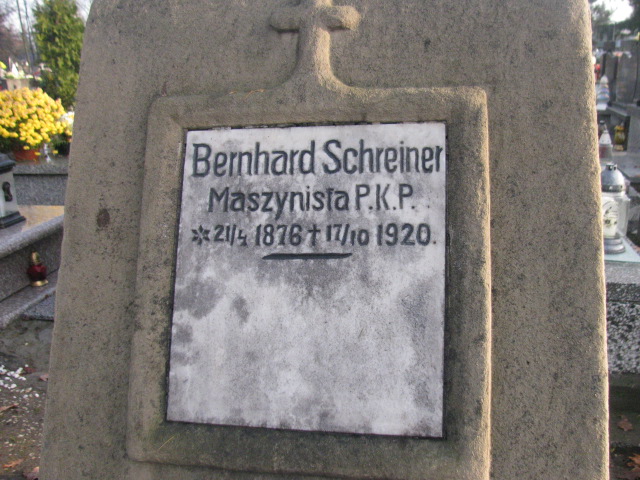 Bernhard Schreiner
Maszynista P.K.P.
* 21/4 1876 † 17/10 1920.